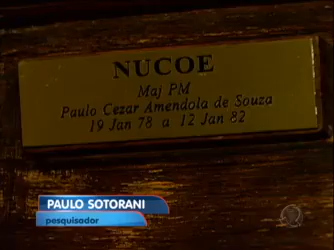 NUCOE
Maj PM
Paulo Cezar Amendola de Souza
19 Jan 78 a 12 Jan 82
PAULO SOTORANI
pesquisador